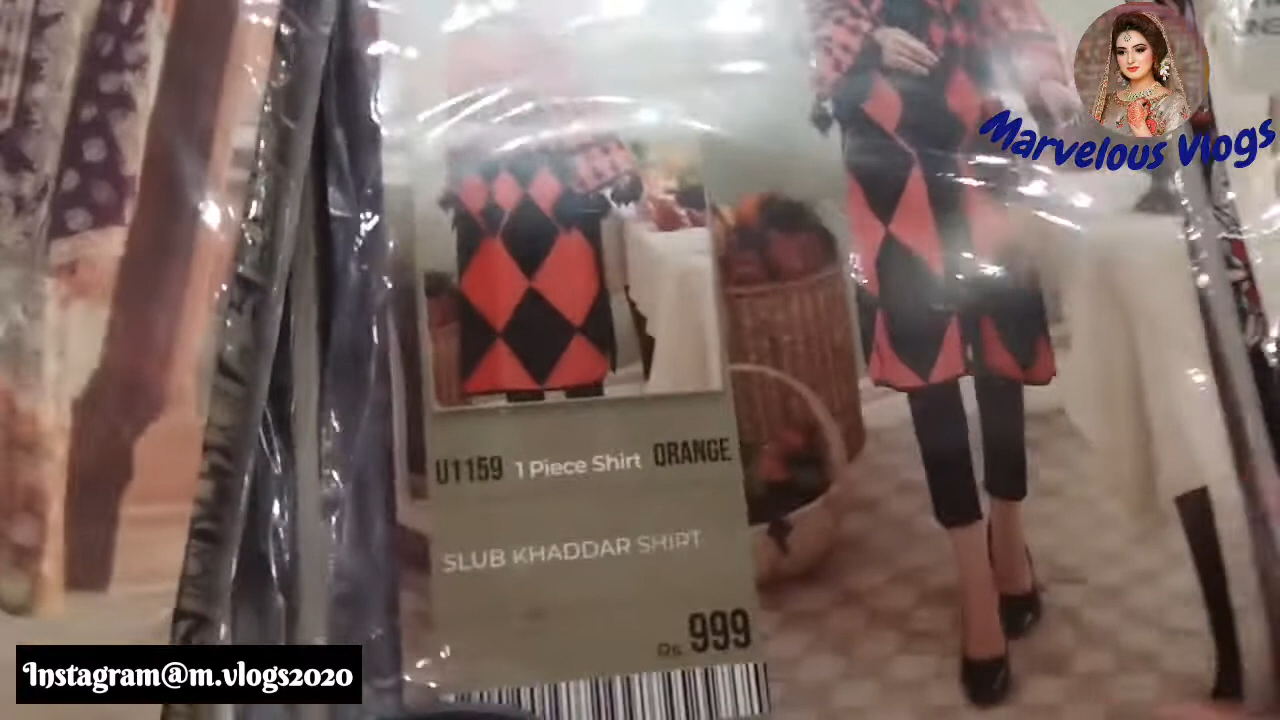 Marvelous Vlogs
U1159 1 Piece Shirt ORANGE
SLUB KHADDAR SHIRT
Rs. 999
Instagram@m.vlogs2020